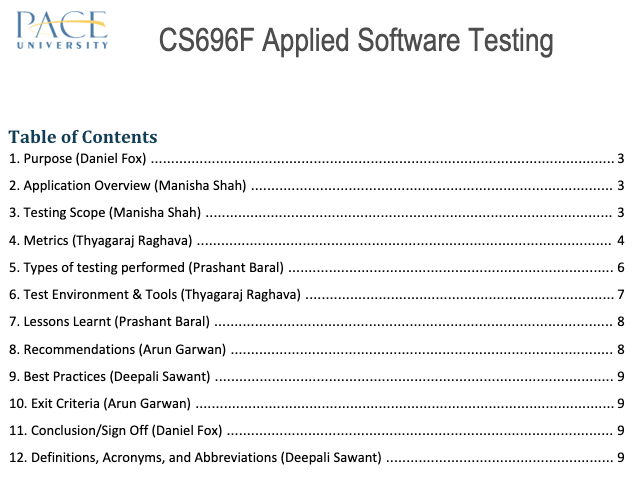 PACE
UNIVERSITY
CS696F Applied Software Testing
Table of Contents
1. Purpose (Daniel Fox) ........ 3
2. Application Overview (Manisha Shah) ........ 3
3. Testing Scope (Manisha Shah) ........ 3
4. Metrics (Thyagaraj Raghava) ........ 4
5. Types of testing performed (Prashant Baral) ........ 6
6. Test Environment & Tools (Thyagaraj Raghava) ........ 7
7. Lessons Learnt (Prashant Baral) ........ 8
8. Recommendations (Arun Garwan) ........ 8
9. Best Practices (Deepali Sawant) ........ 9
10. Exit Criteria (Arun Garwan) ........ 9
11. Conclusion/Sign Off (Daniel Fox) ........ 9
12. Definitions, Acronyms, and Abbreviations (Deepali Sawant) ........ 9